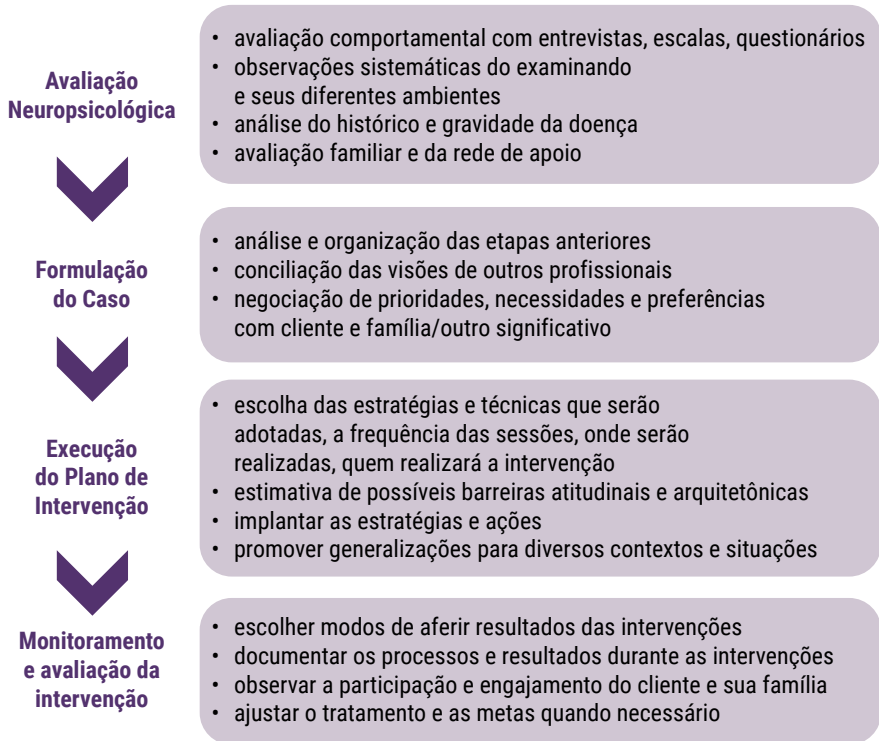 Avaliação
Neuropsicológica
• avaliação comportamental com entrevistas, escalas, questionários
• observações sistemáticas do examinando
e seus diferentes ambientes
• análise do histórico e gravidade da doença
• avaliação familiar e da rede de apoio
Formulação
do Caso
• análise e organização das etapas anteriores
• conciliação das visões de outros profissionais
• negociação de prioridades, necessidades e preferências
com cliente e família/outro significativo
Execução
do Plano de
Intervenção
• escolha das estratégias e técnicas que serão
adotadas, a frequência das sessões, onde serão
realizadas, quem realizará a intervenção
• estimativa de possíveis barreiras atitudinais e arquitetônicas
• implantar as estratégias e ações
• promover generalizações para diversos contextos e situações
Monitoramento
e avaliação da
intervenção
• escolher modos de aferir resultados das intervenções
• documentar os processos e resultados durante as intervenções
• observar a participação e engajamento do cliente e sua família
• ajustar o tratamento e as metas quando necessário